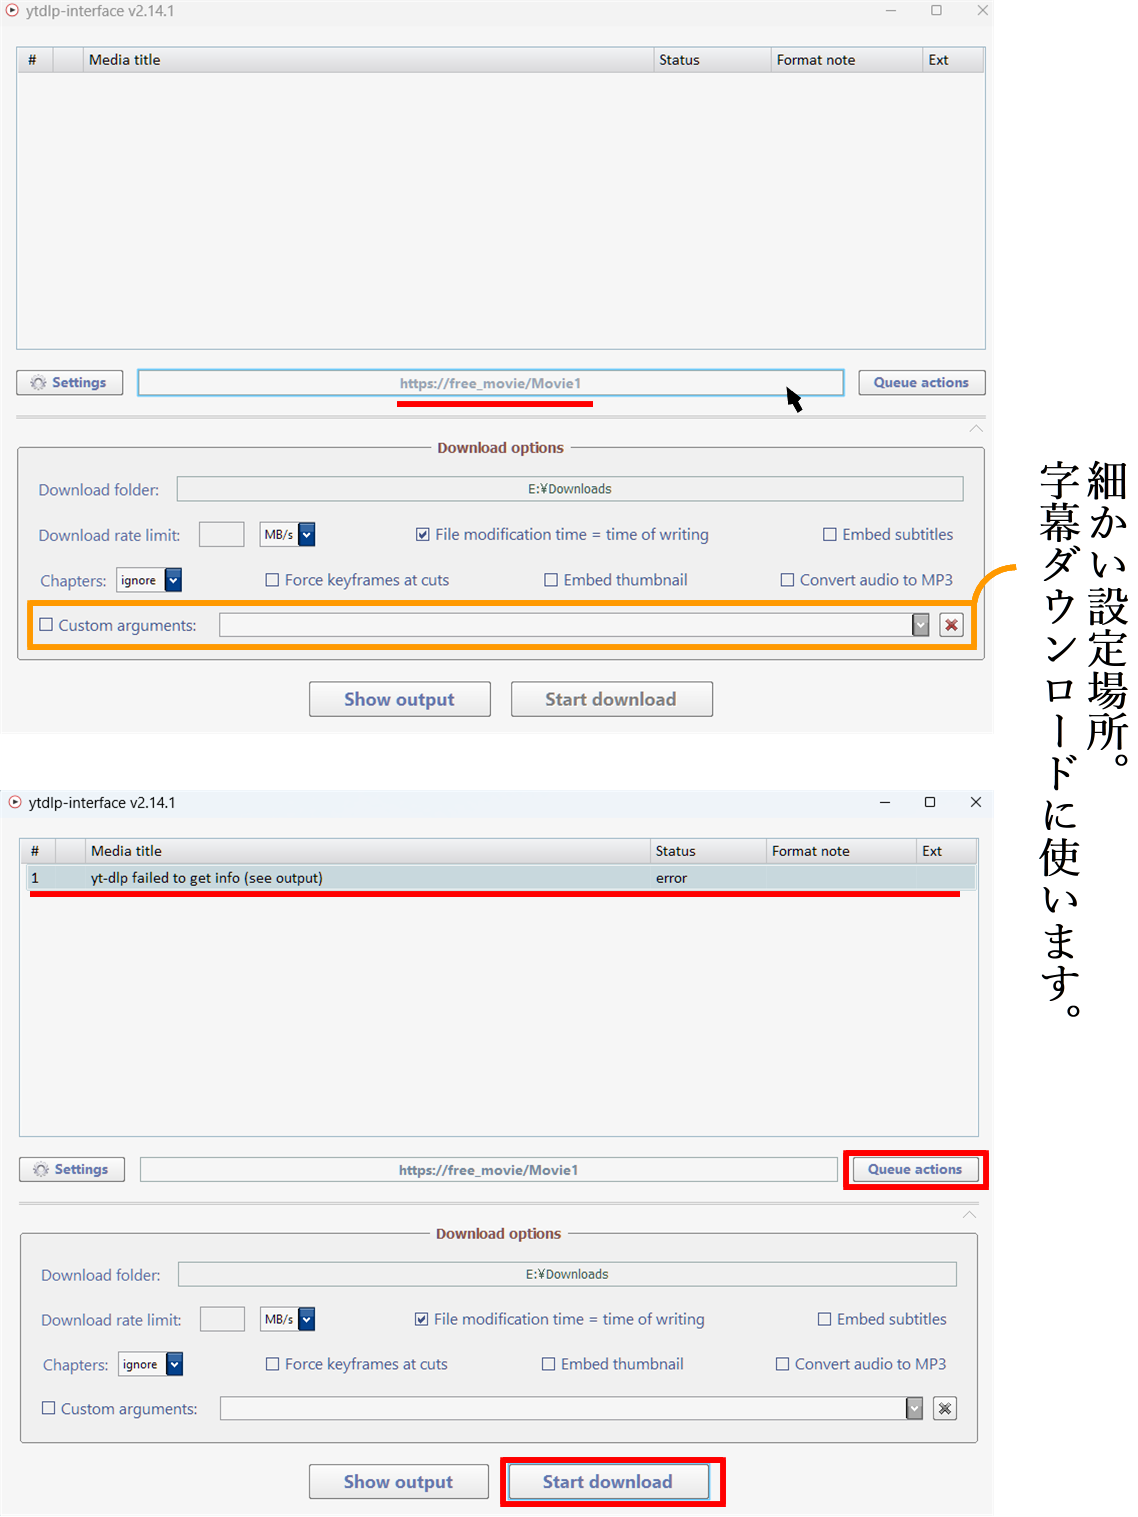 ytdlp-interface v2.14.1
# Media title Status Format note Ext
Settings https://free_movie/Movie1 Queue actions
Download options
Download folder: E:¥Downloads
Download rate limit: MB/s File modification time = time of writing Embed subtitles
Chapters: ignore Force keyframes at cuts Embed thumbnail Convert audio to MP3
Custom arguments:
Show output Start download
細かい設定場所。
字幕ダウンロードに使います。
ytdlp-interface v2.14.1
# Media title Status Format note Ext
1 yt-dlp failed to get info (see output) error
Settings https://free_movie/Movie1 Queue actions
Download options
Download folder: E:¥Downloads
Download rate limit: MB/s File modification time = time of writing Embed subtitles
Chapters: ignore Force keyframes at cuts Embed thumbnail Convert audio to MP3
Custom arguments:
Show output Start download